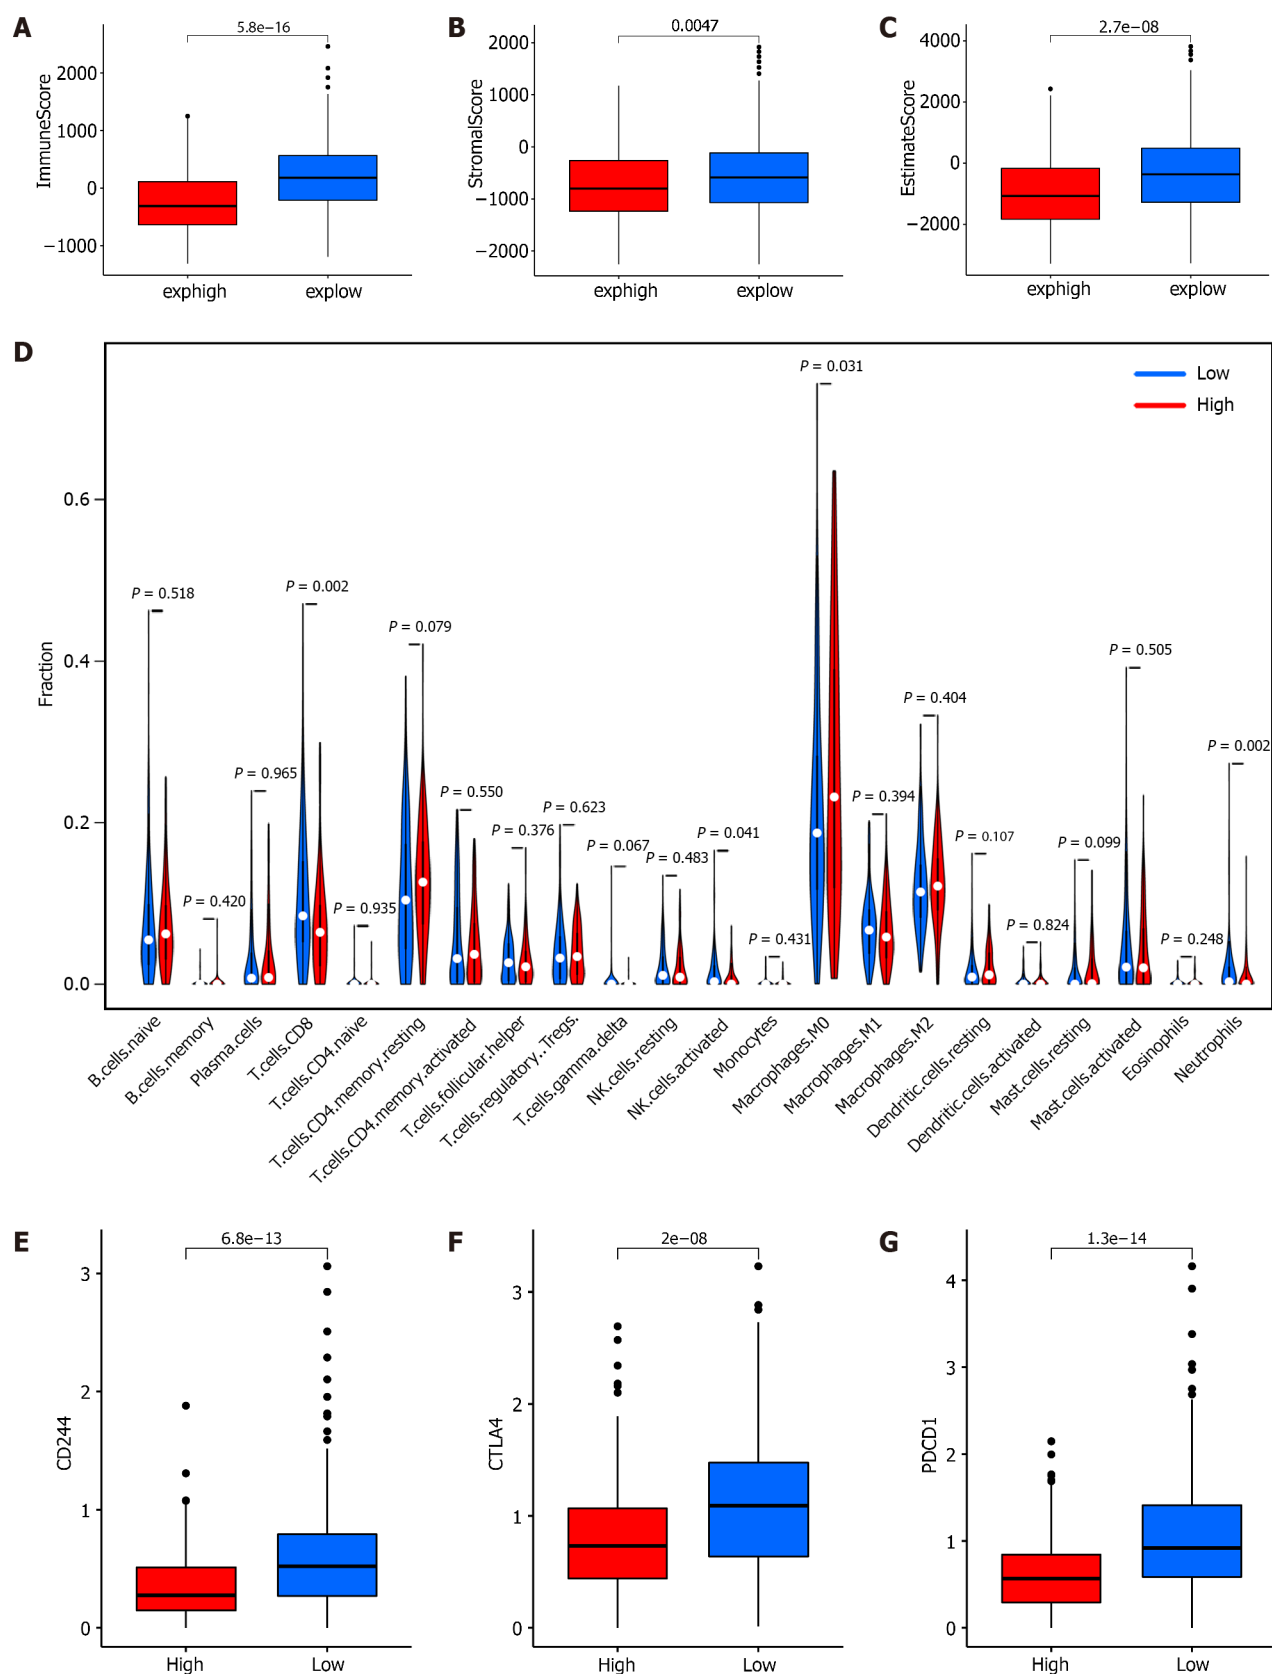 A
5.8e−16
ImmuneScore
2000
1000
0
−1000
exphigh
explow
B
0.0047
StromalScore
2000
1000
0
−1000
−2000
exphigh
explow
C
2.7e−08
EstimateScore
4000
2000
0
−2000
exphigh
explow
D
Low
High
Fraction
0.6
0.4
0.2
0.0
P = 0.518
P = 0.420
P = 0.965
P = 0.002
P = 0.935
P = 0.079
P = 0.550
P = 0.376
P = 0.623
P = 0.067
P = 0.483
P = 0.041
P = 0.431
P = 0.031
P = 0.394
P = 0.404
P = 0.107
P = 0.824
P = 0.099
P = 0.505
P = 0.248
P = 0.002
B.cells.naive
B.cells.memory
Plasma.cells
T.cells.CD8
T.cells.CD4.naive
T.cells.CD4.memory.resting
T.cells.CD4.memory.activated
T.cells.follicular.helper
T.cells.regulatory..Tregs.
T.cells.gamma.delta
NK.cells.resting
NK.cells.activated
Monocytes
Macrophages.M0
Macrophages.M1
Macrophages.M2
Dendritic.cells.resting
Dendritic.cells.activated
Mast.cells.resting
Mast.cells.activated
Eosinophils
Neutrophils
E
6.8e−13
CD244
3
2
1
0
High
Low
F
2e−08
CTLA4
3
2
1
0
High
Low
G
1.3e−14
PDCD1
4
3
2
1
0
High
Low